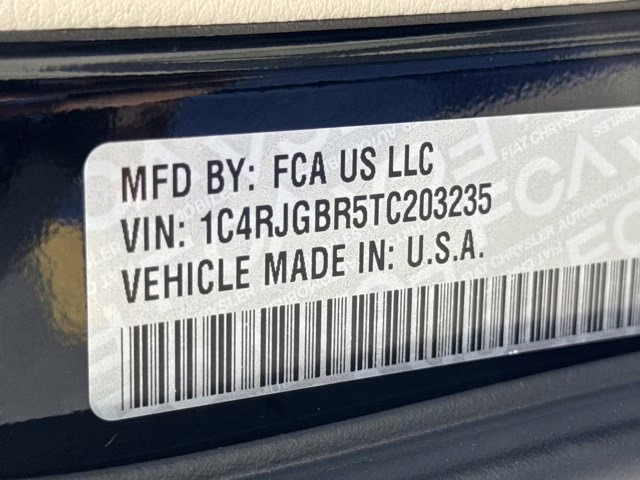 MFD BY: FCA US LLC
VIN: 1C4RJGBR5TC203235
VEHICLE MADE IN: U.S.A.